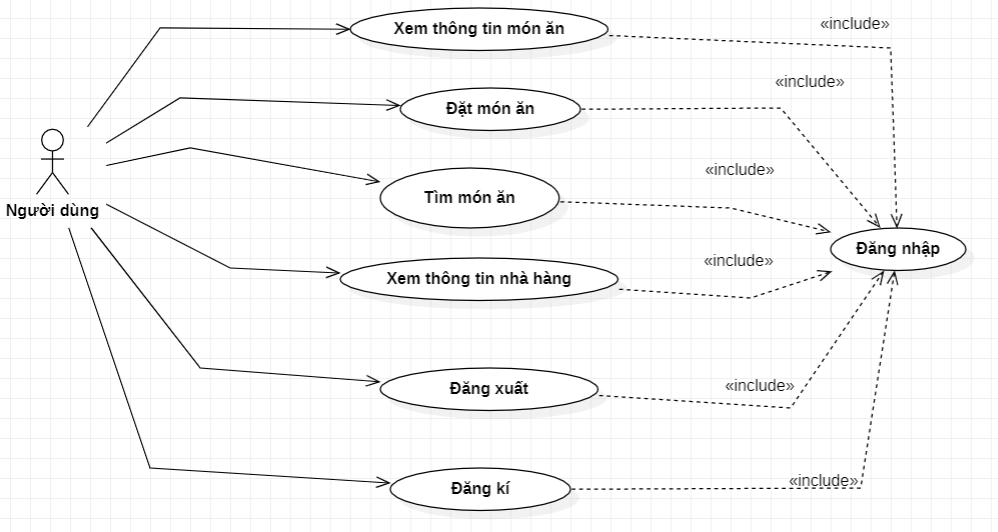 Xem thông tin món ăn
«include»
«include»
Đặt món ăn
«include»
Tìm món ăn
Người dùng
Đăng nhập
«include»
Xem thông tin nhà hàng
«include»
Đăng xuất
«include»
Đăng kí